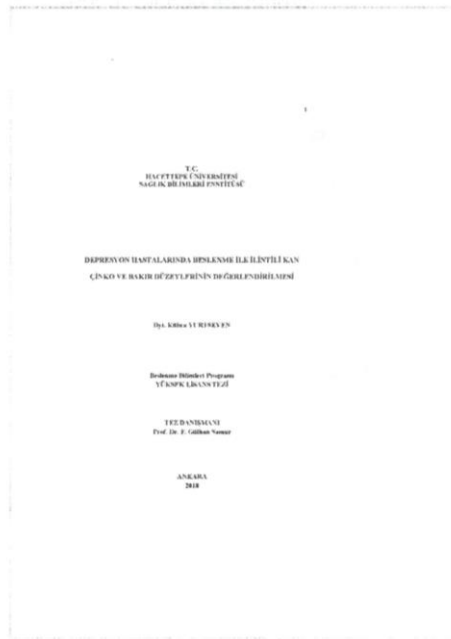 T.C.
HACETTEPE ÜNİVERSİTESİ
SAĞLIK BİLİMLERİ ENSTİTÜSÜ
DEPRESYON HASTALARINDA BESLENME İLE İLİNTİLİ KAN
ÇİNKO VE BAKIR DÜZEYLERİNİN DEĞERLENDİRİLMESİ
Dyt. YURTSEVEN
Beslenme Bilimleri Programı
YÜKSEK LİSANS TEZİ
TEZ DANIŞMANI
Prof. Dr. F. Gülhan Samur
ANKARA
2018